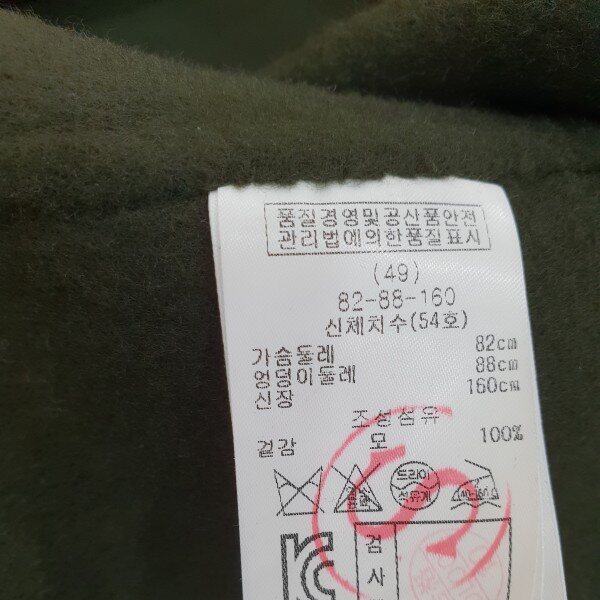 품질경영및공산품안전
관리법에의한품질표시
(49)
82-88-160
신체치수(54호)
가슴둘레 82cm
엉덩이둘레 88cm
신장 160cm
조성섬유
겉감 모 100%
드라이
석유계
검
사